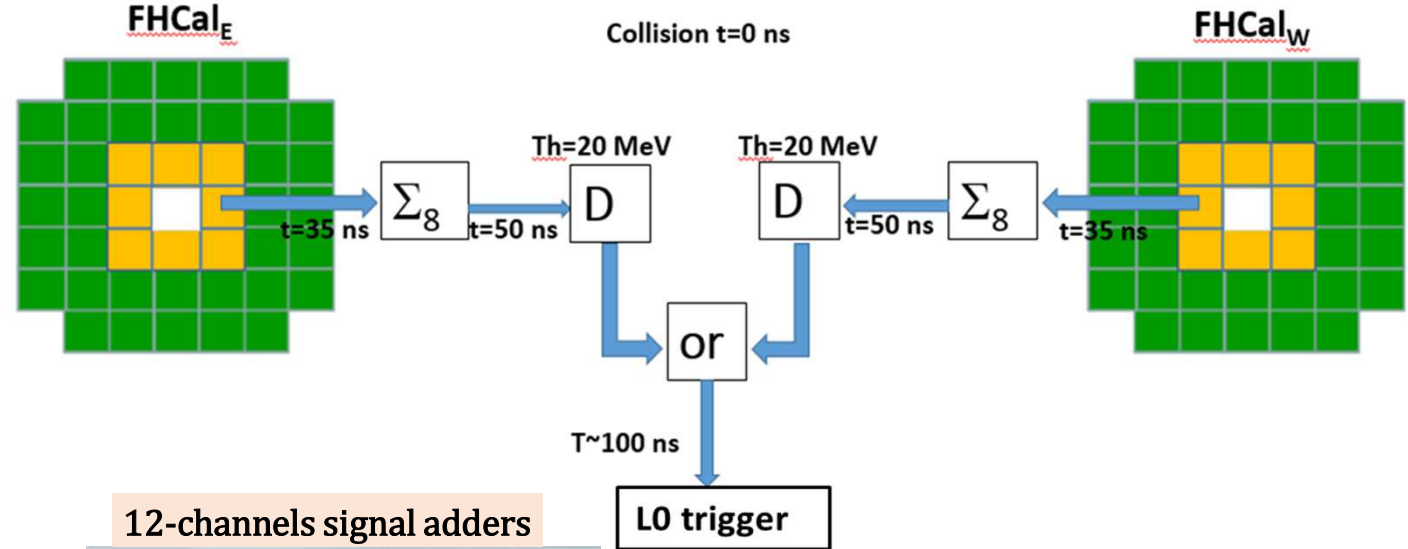 FHCalE
Collision t=0 ns
FHCalW
Th=20 MeV
Th=20 MeV
Σ8
D
D
Σ8
t=35 ns
t=50 ns
t=50 ns
t=35 ns
or
T~100 ns
12-channels signal adders
L0 trigger